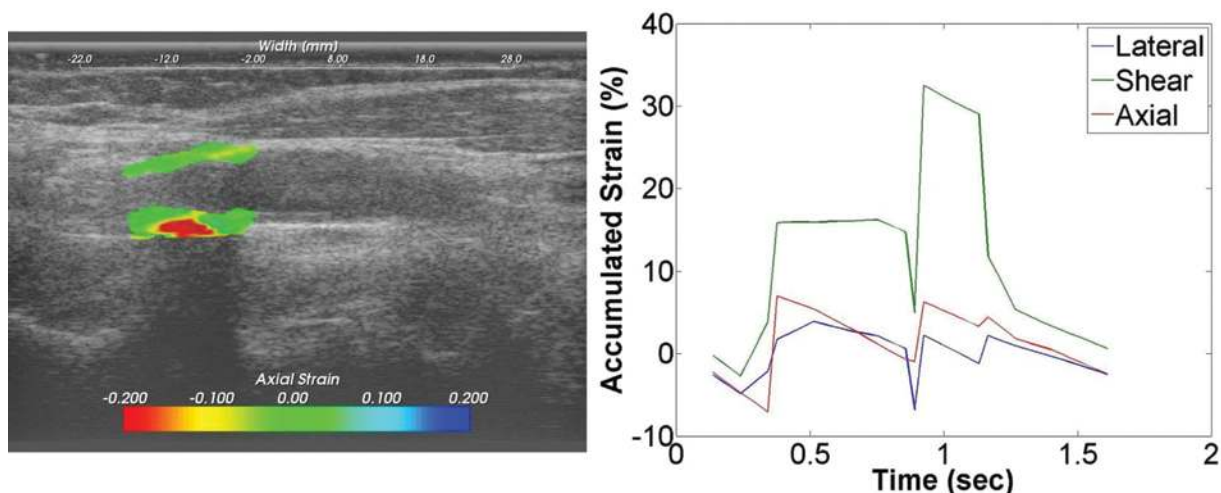 Width (mm)
-22.0 -12.0 -2.00 8.00 18.0 28.0
Axial Strain
-0.200 -0.100 0.00 0.100 0.200
Accumulated Strain (%)
40
30
20
10
0
-10
Lateral
Shear
Axial
0 0.5 1 1.5 2
Time (sec)